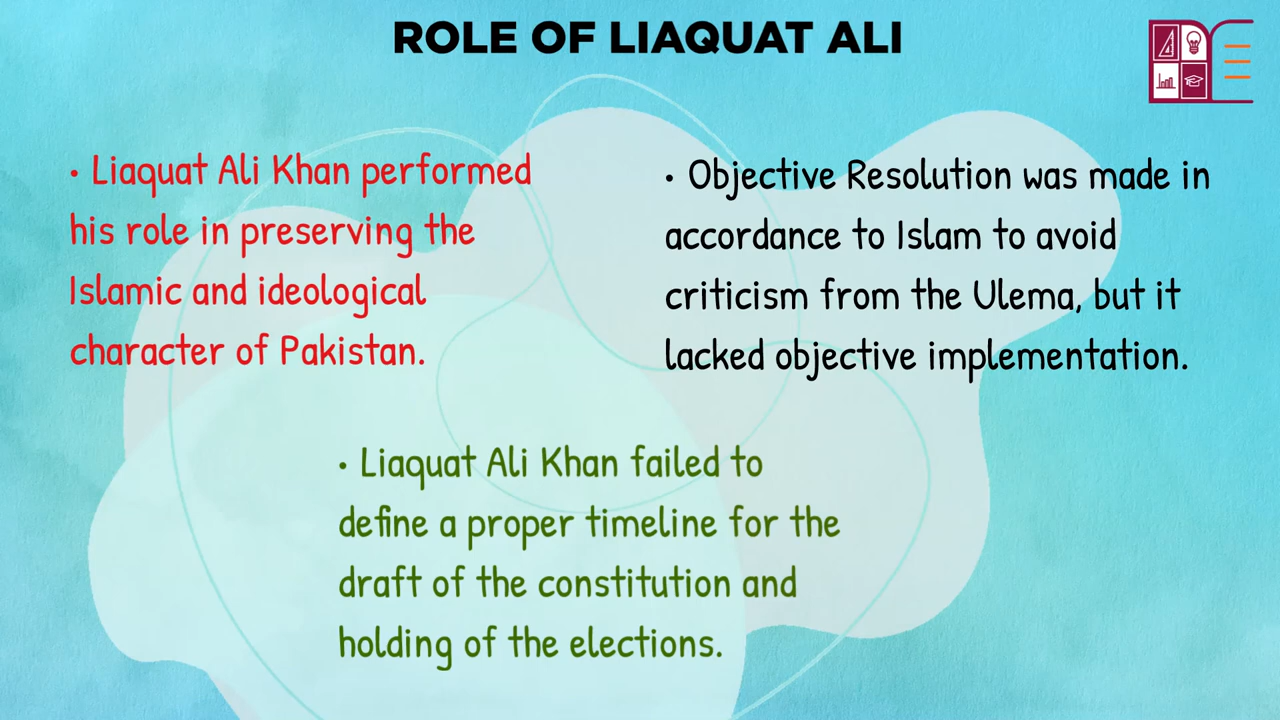 ROLE OF LIAQUAT ALI
• Liaquat Ali Khan performed
his role in preserving the
Islamic and ideological
character of Pakistan.
• Objective Resolution was made in
accordance to Islam to avoid
criticism from the Ulema, but it
lacked objective implementation.
• Liaquat Ali Khan failed to
define a proper timeline for the
draft of the constitution and
holding of the elections.